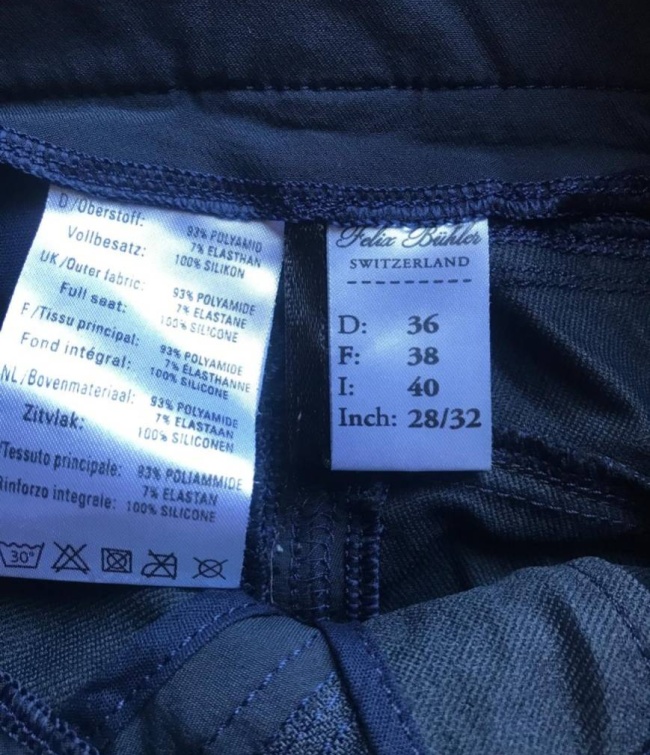 D/Oberstoff: 93% POLYAMID
7% ELASTHAN
Vollbesatz: 100% SILIKON
UK/Outer fabric: 93% POLYAMIDE
7% ELASTANE
Full seat: 100% SILICONE
F/Tissu principal: 93% POLYAMIDE
7% ELASTHANNE
Fond intégral: 100% SILICONE
NL/Bovenmateriaal: 93% POLYAMIDE
7% ELASTAAN
Zitvlak: 100% SILICONEN
/Tessuto principale: 93% POLIAMMIDE
7% ELASTAN
Rinforzo integrale: 100% SILICONE
30°
Felix Bühler
SWITZERLAND
D: 36
F: 38
I: 40
Inch: 28/32